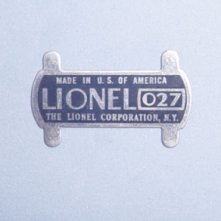 MADE IN U.S. OF AMERICA
LIONEL 027
THE LIONEL CORPORATION, N.Y.